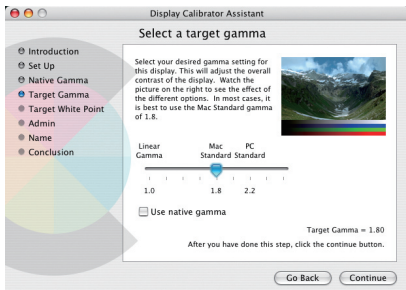 Display Calibrator Assistant
Select a target gamma
Introduction
Set Up
Native Gamma
Target Gamma
Target White Point
Admin
Name
Conclusion
Select your desired gamma setting for
this display. This will adjust the overall
contrast of the display. Watch the
picture on the right to see the effect of
the different options. In most cases, it
is best to use the Mac Standard gamma
of 1.8.
Linear Mac PC
Gamma Standard Standard
1.0 1.8 2.2
Use native gamma
Target Gamma = 1.80
After you have done this step, click the continue button.
Go Back Continue